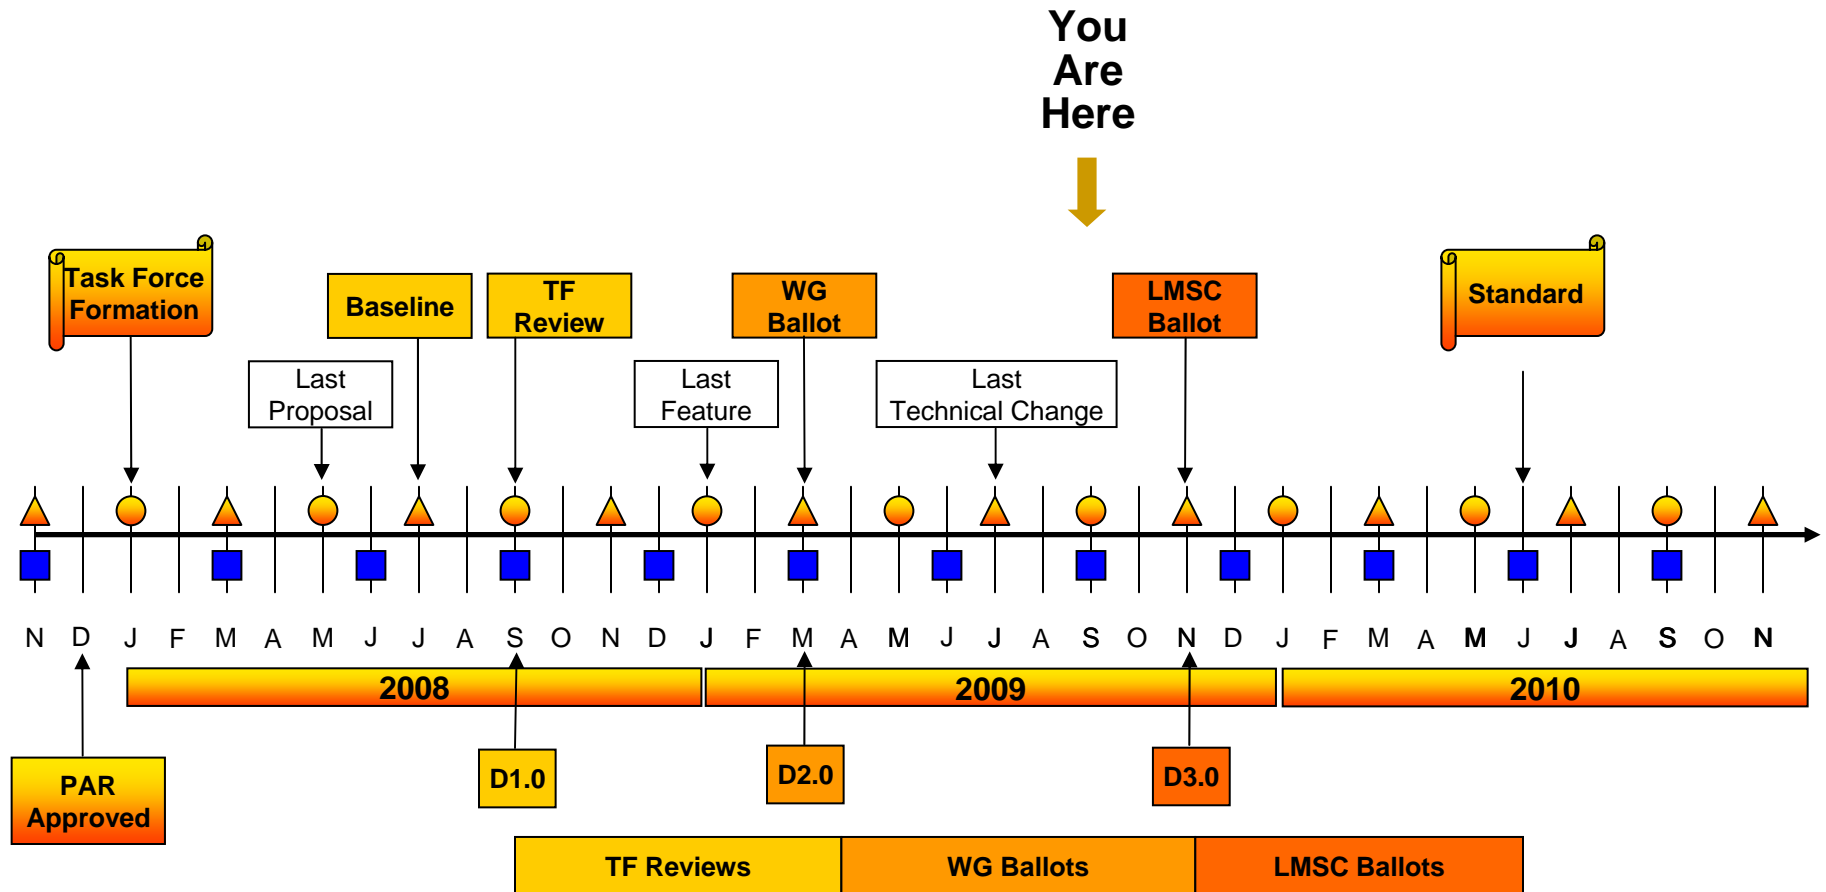 You
Are
Here
Task Force
Formation
Baseline
TF
Review
WG
Ballot
LMSC
Ballot
Standard
Last
Proposal
Last
Feature
Last
Technical Change
N D J F M A M J J A S O N D J F M A M J J A S O N D J F M A M J J A S O N
2008 2009 2010
PAR
Approved
D1.0
D2.0
D3.0
TF Reviews WG Ballots LMSC Ballots